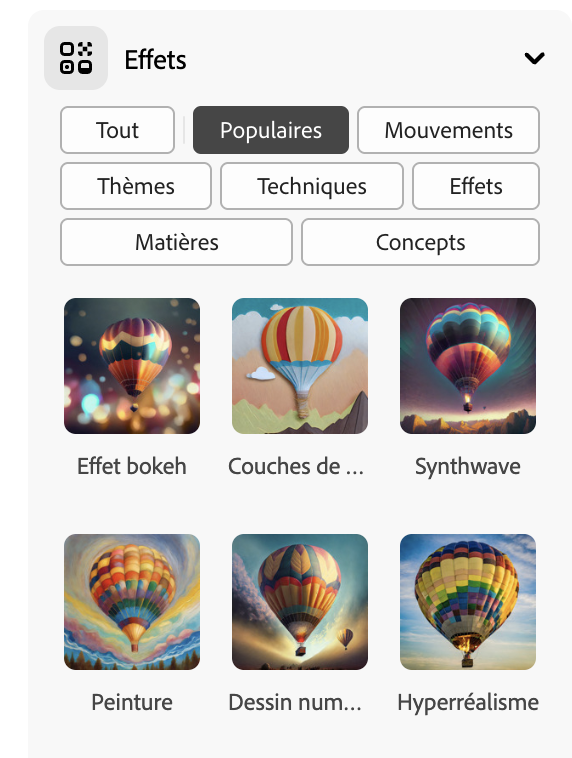 Effets
Tout Populaires Mouvements
Thèmes Techniques Effets
Matières Concepts
Effet bokeh Couches de ... Synthwave
Peinture Dessin num... Hyperréalisme